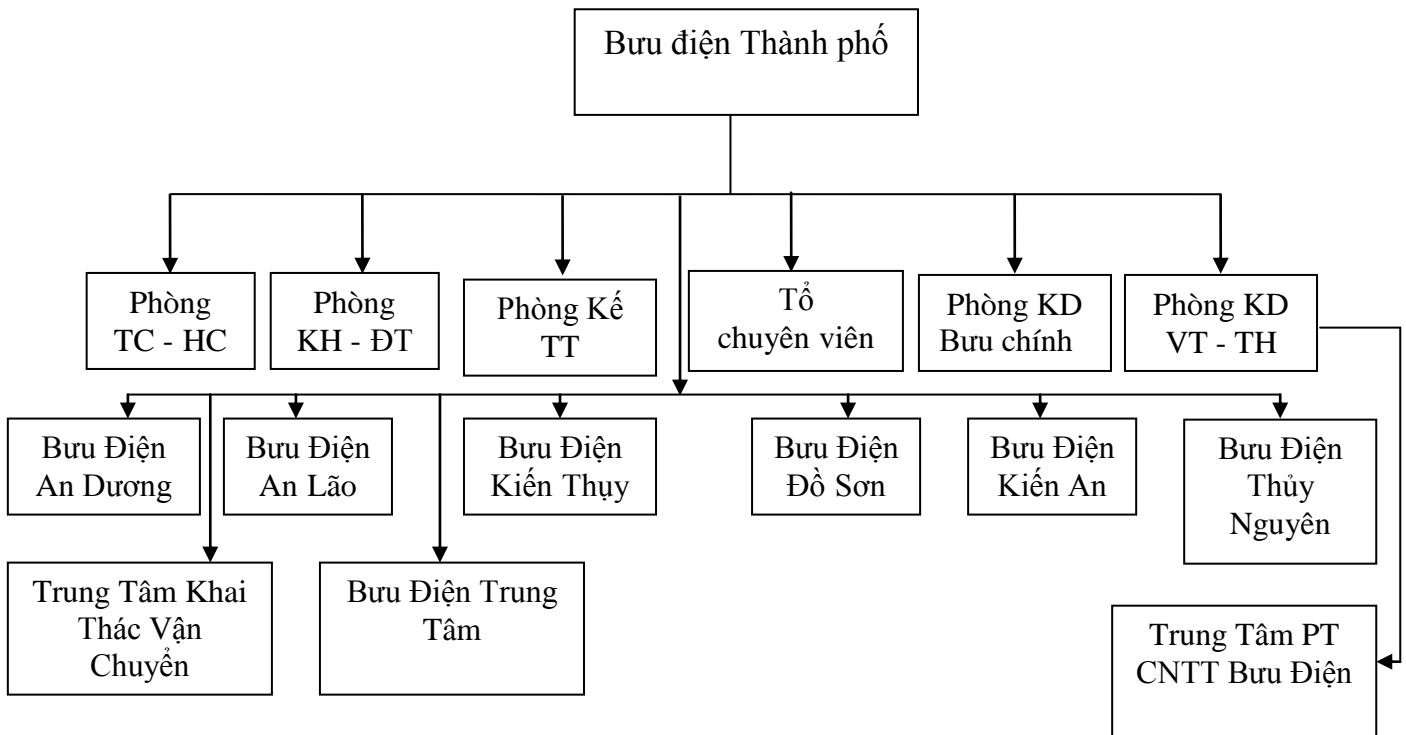 Bưu điện Thành phố
Phòng
TC - HC
Phòng
KH - ĐT
Phòng Kế
TT
Tổ
chuyên viên
Phòng KD
Bưu chính
Phòng KD
VT - TH
Bưu Điện
An Dương
Bưu Điện
An Lão
Bưu Điện
Kiến Thụy
Bưu Điện
Đồ Sơn
Bưu Điện
Kiến An
Bưu Điện
Thủy
Nguyên
Trung Tâm Khai
Thác Vận
Chuyển
Bưu Điện Trung
Tâm
Trung Tâm PT
CNTT Bưu Điện